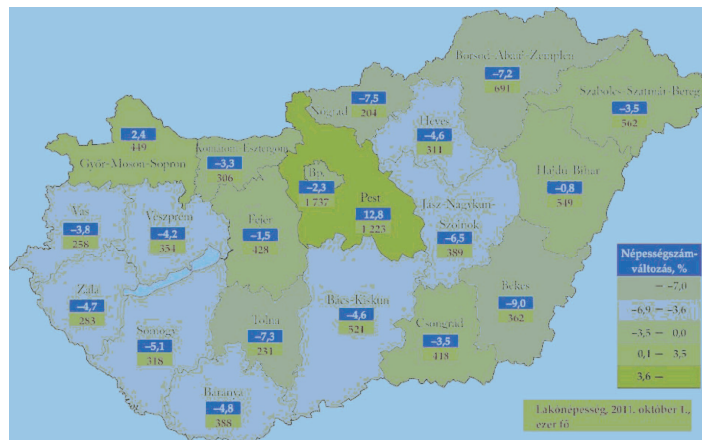 Borsod-Abaúj-Zemplén
–7,2
691
Szabolcs-Szatmár-Bereg
–3,5
562
Nógrád
–7,5
204
Heves
–4,6
311
2,4
449
Győr-Moson-Sopron
Komárom-Esztergom
–3,3
306
Hajdú-Bihar
–0,8
549
Bp.
–2,3
1 737
Pest
12,8
1 223
Jász-Nagykun-
Szolnok
–6,5
389
Vas
–3,8
258
Veszprém
–4,2
354
Fejér
–1,5
428
Zala
–4,7
283
Somogy
–5,1
318
Tolna
–7,3
231
Bács-Kiskun
–4,6
521
Csongrád
–3,5
418
Békés
–9,0
362
Baranya
–4,8
388
Népességszám-
változás, %
— –7,0
–6,9 — –3,6
–3,5 — 0,0
0,1 — 3,5
3,6 —
Lakónépesség, 2011. október 1.,
ezer fő